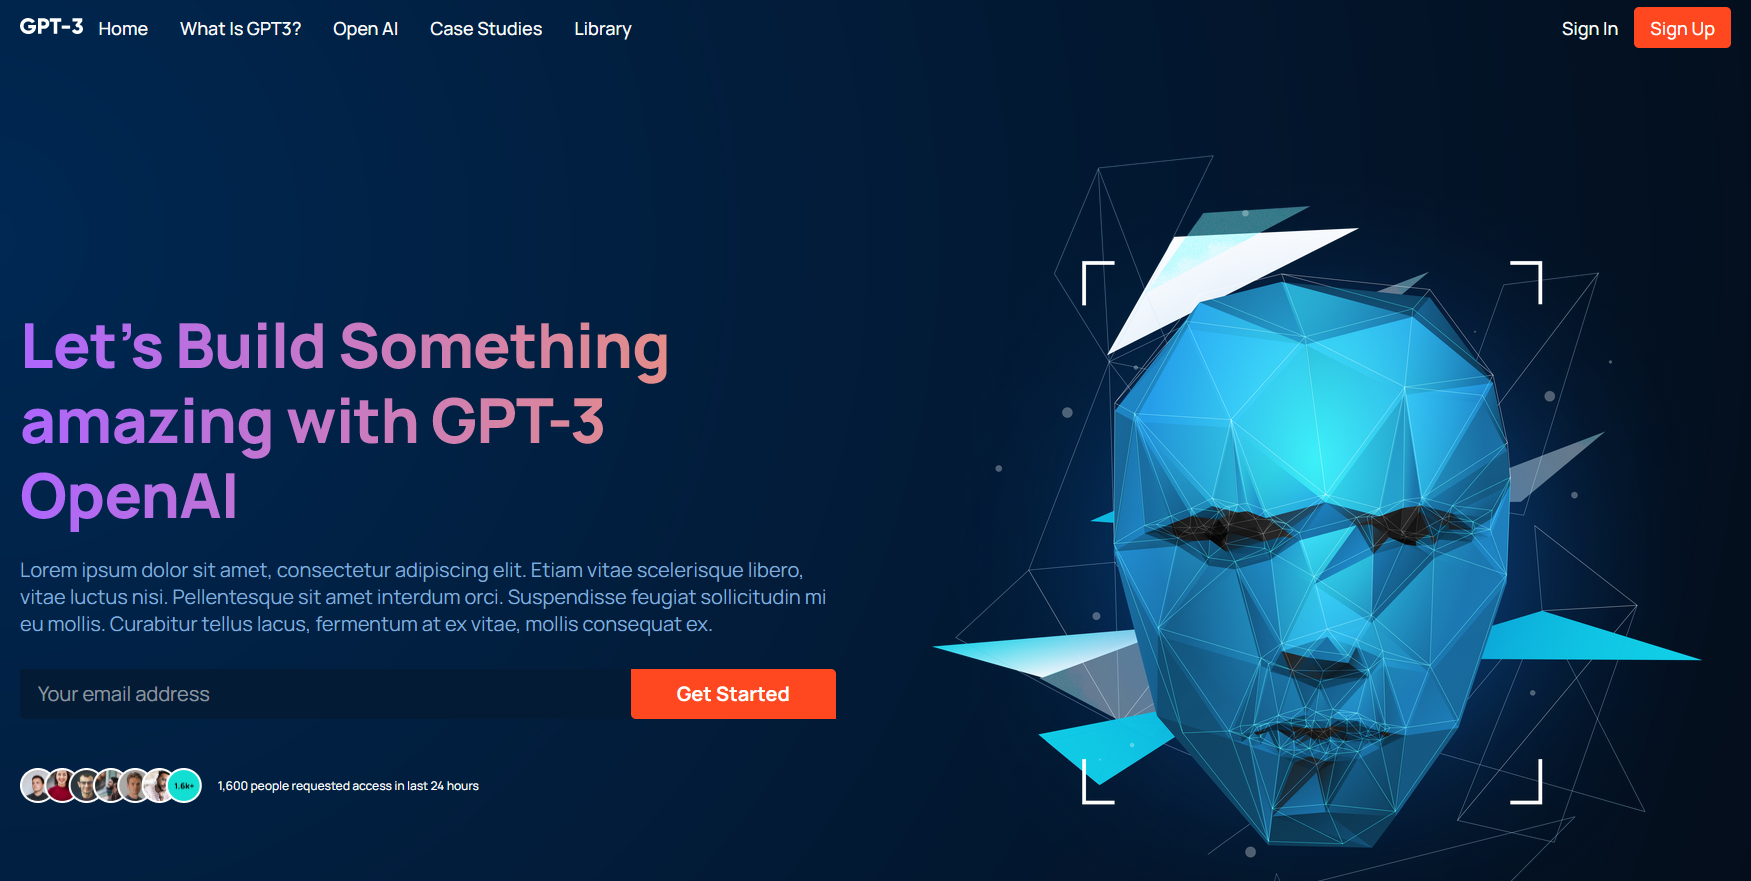 GPT-3 Home What Is GPT3? Open AI Case Studies Library Sign In Sign Up
Let's Build Something
amazing with GPT-3
OpenAI
Lorem ipsum dolor sit amet, consectetur adipiscing elit. Etiam vitae scelerisque libero,
vitae luctus nisi. Pellentesque sit amet interdum orci. Suspendisse feugiat sollicitudin mi
eu mollis. Curabitur tellus lacus, fermentum at ex vitae, mollis consequat ex.
Your email address Get Started
1.6k+ 1,600 people requested access in last 24 hours